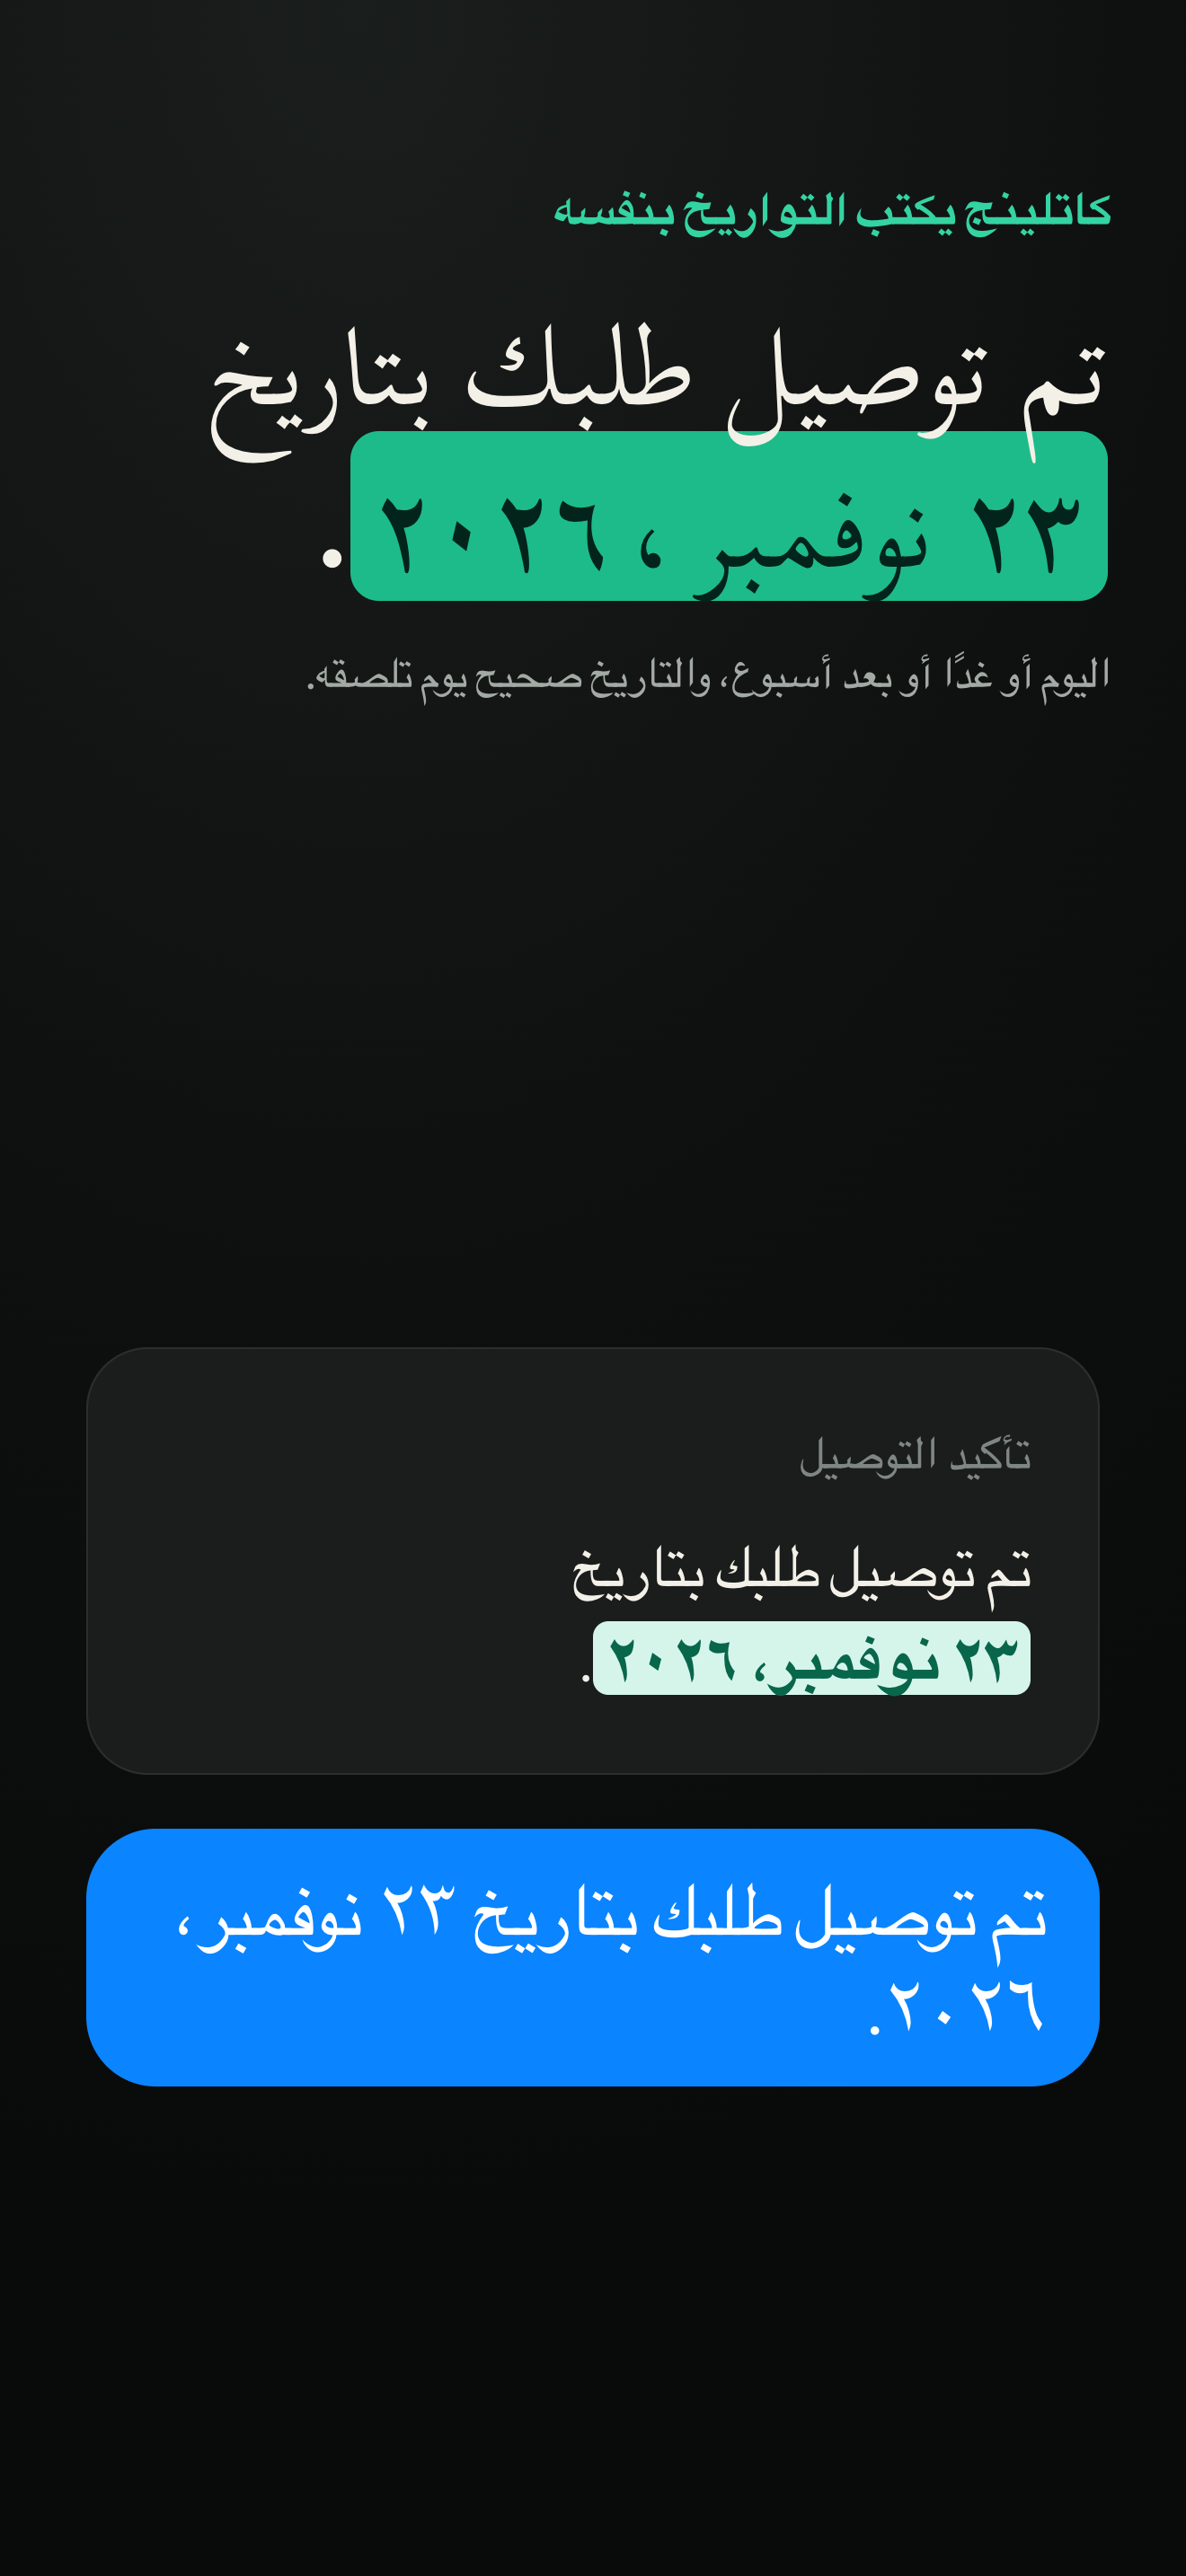 كاتلينج يكتب التواريخ بنفسه
تم توصيل طلبك بتاريخ
٢٣ نوفمبر، ٢٠٢٦.
اليوم أو غدًا أو بعد أسبوع، والتاريخ صحيح يوم تلصقه.
تأكيد التوصيل
تم توصيل طلبك بتاريخ
٢٣ نوفمبر، ٢٠٢٦.
تم توصيل طلبك بتاريخ ٢٣ نوفمبر،
٢٠٢٦.